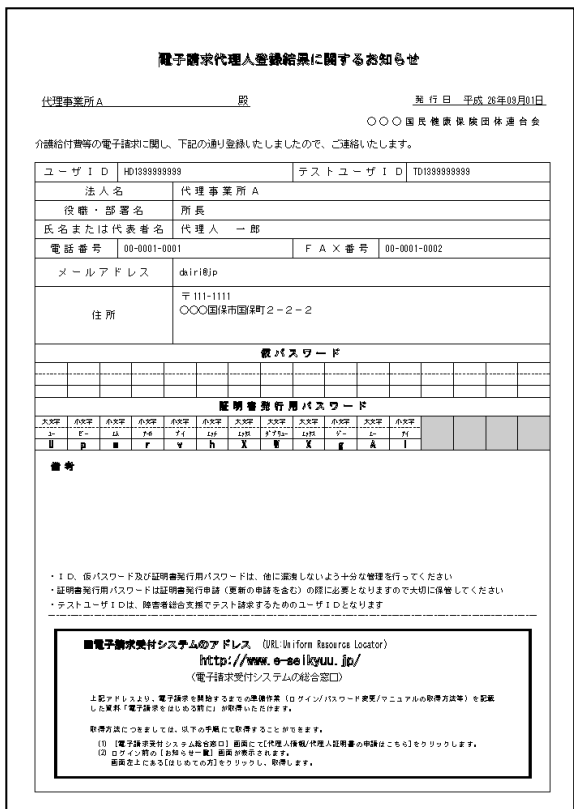 電子請求代理人登録結果に関するお知らせ
代理事業所A 殿 発行日 平成 26年09月01日
〇〇〇国民健康保険団体連合会
介護給付費等の電子請求に関し、下記の通り登録いたしましたので、ご連絡いたします。
ユーザID HD1399999999 テストユーザID TD1399999999
法人名 代理事業所A
役職・部署名 所長
氏名または代表者名 代理人 一郎
電話番号 00-0001-0001 FAX番号 00-0001-0002
メールアドレス dairi@jp
住所 〒111-1111
〇〇〇国保市国保町2-2-2
仮パスワード
証明書発行用パスワード
大文字 小文字 小文字 小文字 小文字 小文字 大文字 大文字 大文字 小文字 大文字 小文字
ユー ピー エム アール ブイ エッチ エックス ダブリュー エックス ジー エー アイ
U p m r v h X W X g A i
備考
・ID、仮パスワード及び証明書発行用パスワードは、他に漏洩しないよう十分な管理を行ってください
・証明書発行用パスワードは証明書発行申請(更新の申請を含む)の際に必要となりますので大切に保管してください
・テストユーザIDは、障害者総合支援でテスト請求するためのユーザIDとなります
■電子請求受付システムのアドレス (URL:Uniform Resource Locator)
http://www.e-seikyuu.jp/
(電子請求受付システムの総合窓口)
上記アドレスより、電子請求を開始するまでの準備作業(ログイン/パスワード変更/マニュアルの取得方法等)を記載
した資料「電子請求をはじめる前に」が取得いただけます。
取得方法につきましては、以下の手順にて取得することができます。
(1) [電子請求受付システム総合窓口]画面にて[代理人情報/代理人証明書の申請はこちら]をクリックします。
(2) ログイン前の[お知らせ一覧]画面が表示されます。
画面左上にある[はじめての方]をクリックし、取得します。